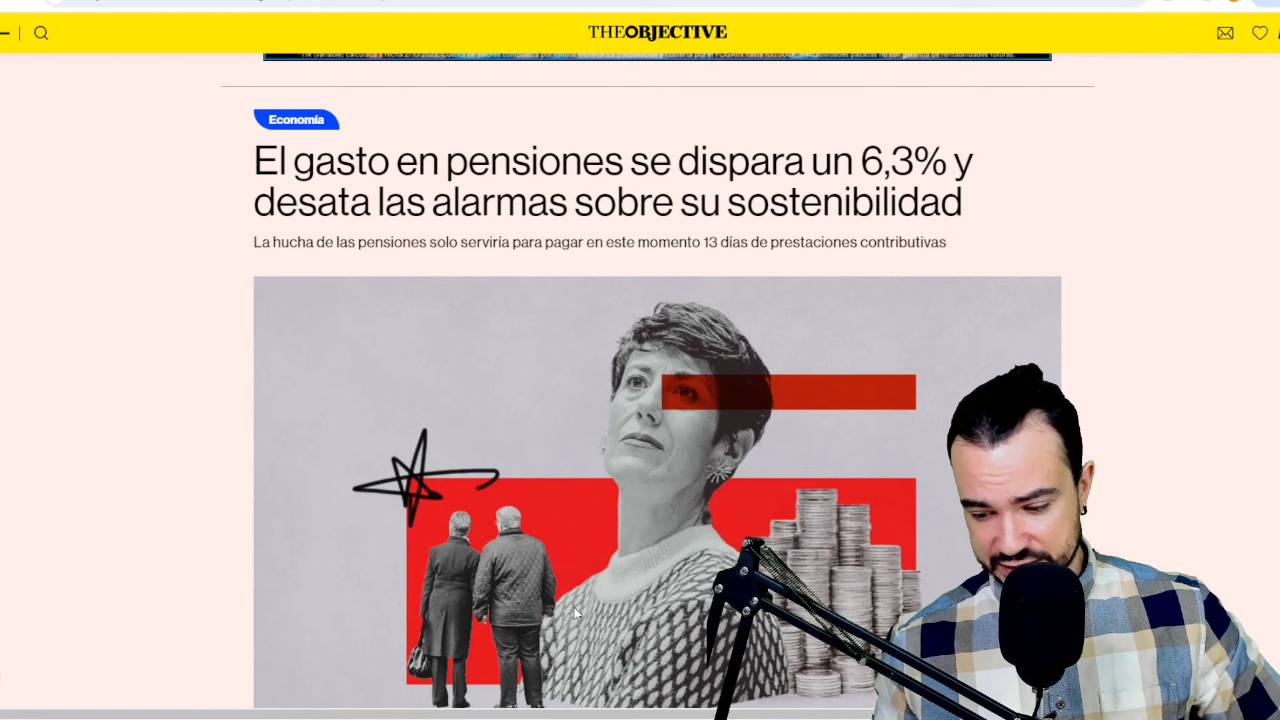 THEOBJECTIVE
Economía
El gasto en pensiones se dispara un 6,3% y
desata las alarmas sobre su sostenibilidad
La hucha de las pensiones solo serviría para pagar en este momento 13 días de prestaciones contributivas